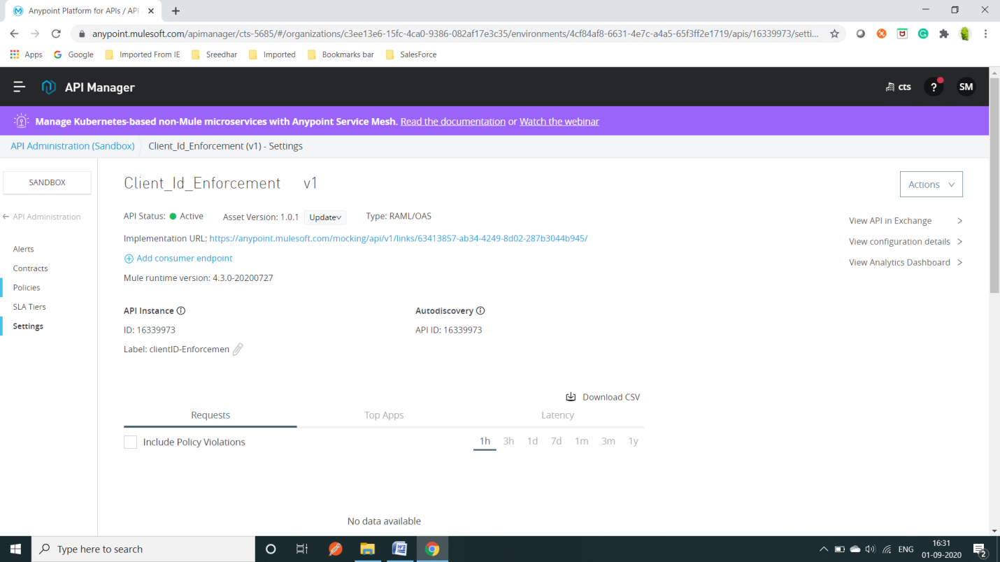 Anypoint Platform for APIs / API
anypoint.mulesoft.com/apimanager/cts-5685/#/organizations/c3ee13e6-15fc-4ca0-9386-082af17e3c35/environments/4cf84af8-6631-4e7c-a4a5-65f3ff2e1719/apis/16339973/setti...
Apps Google Imported From IE Sreedhar Imported Bookmarks bar SalesForce
API Manager cts ? SM
Manage Kubernetes-based non-Mule microservices with Anypoint Service Mesh. Read the documentation or Watch the webinar
API Administration (Sandbox) Client_Id_Enforcement (v1) - Settings
SANDBOX
API Administration
Alerts
Contracts
Policies
SLA Tiers
Settings
Client_Id_Enforcement v1
Actions
API Status: Active Asset Version: 1.0.1 Update Type: RAML/OAS
Implementation URL: https://anypoint.mulesoft.com/mocking/api/v1/links/63413857-ab34-4249-8d02-287b3044b945/
Add consumer endpoint
Mule runtime version: 4.3.0-20200727
View API in Exchange >
View configuration details >
View Analytics Dashboard >
API Instance
ID: 16339973
Label: clientID-Enforcemen
Autodiscovery
API ID: 16339973
Download CSV
Requests Top Apps Latency
Include Policy Violations 1h 3h 1d 7d 1m 3m 1y
No data available
Type here to search
ENG
16:31
01-09-2020
2